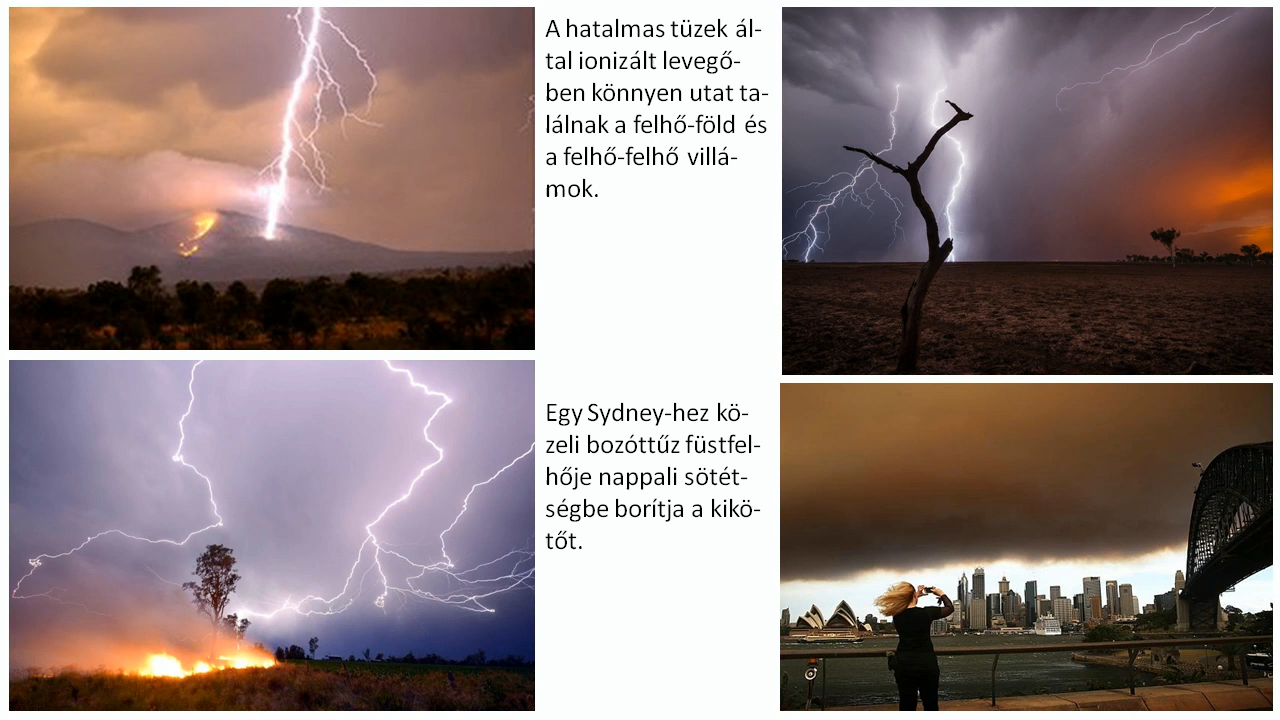 A hatalmas tüzek ál-
tal ionizált levegő-
ben könnyen utat ta-
lálnak a felhő-föld és
a felhő-felhő villá-
mok.
Egy Sydney-hez kö-
zeli bozóttűz füstfel-
hője nappali sötét-
ségbe borítja a kikö-
tőt.